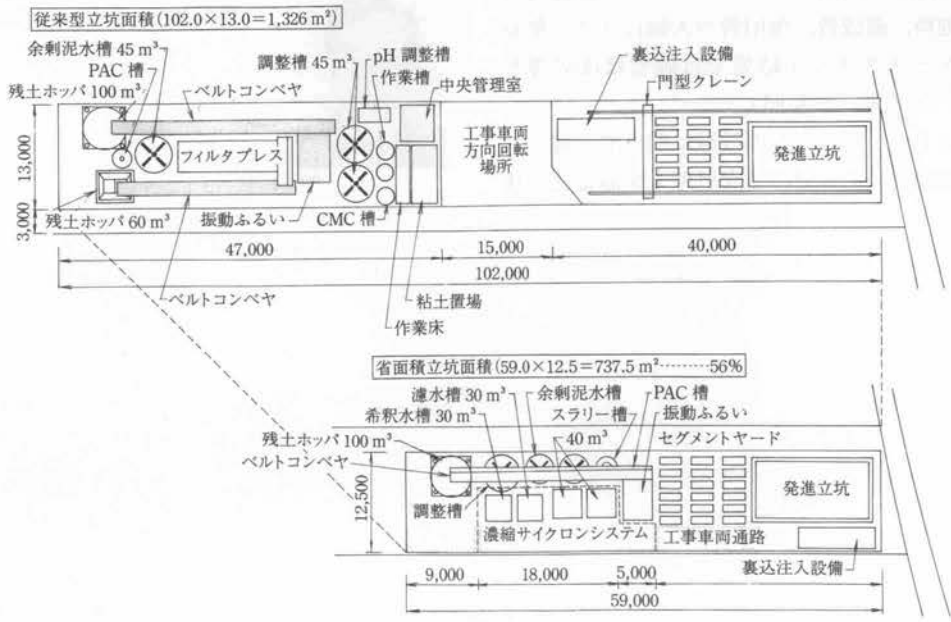 従来型立坑面積(102.0×13.0=1,326 m²)
余剰泥水槽 45 m³
PAC 槽
残土ホッパ 100 m³
ベルトコンベヤ
調整槽 45 m³
pH 調整槽
作業槽
中央管理室
裏込注入設備
門型クレーン
フィルタプレス
工事車両
方向回転
場所
発進立坑
13,000
3,000
残土ホッパ 60 m³
振動ふるい
CMC 槽
47,000
15,000
40,000
102,000
ベルトコンベヤ
粘土置場
作業床
省面積立坑面積(59.0×12.5=737.5 m²………56%
濾水槽 30 m³
余剰泥水槽
PAC 槽
希釈水槽 30 m³
スラリー槽
振動ふるい
残土ホッパ 100 m³
40 m³
セグメントヤード
ベルトコンベヤ
調整槽
発進立坑
12,500
濃縮サイクロンシステム
工事車両通路
裏込注入設備
9,000
18,000
5,000
59,000